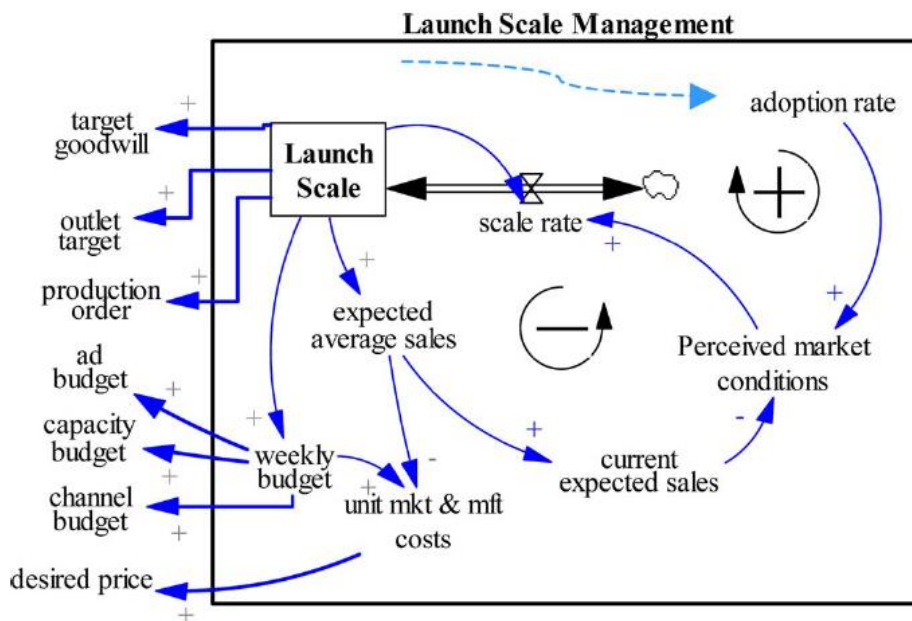 Launch Scale Management
target
goodwill
outlet
target
production
order
ad
budget
capacity
budget
channel
budget
desired price
Launch
Scale
scale rate
adoption rate
expected
average sales
Perceived market
conditions
weekly
budget
unit mkt & mft
costs
current
expected sales
+
+
+
+
+
+
+
+
+
+
+
+
+
+
-
-